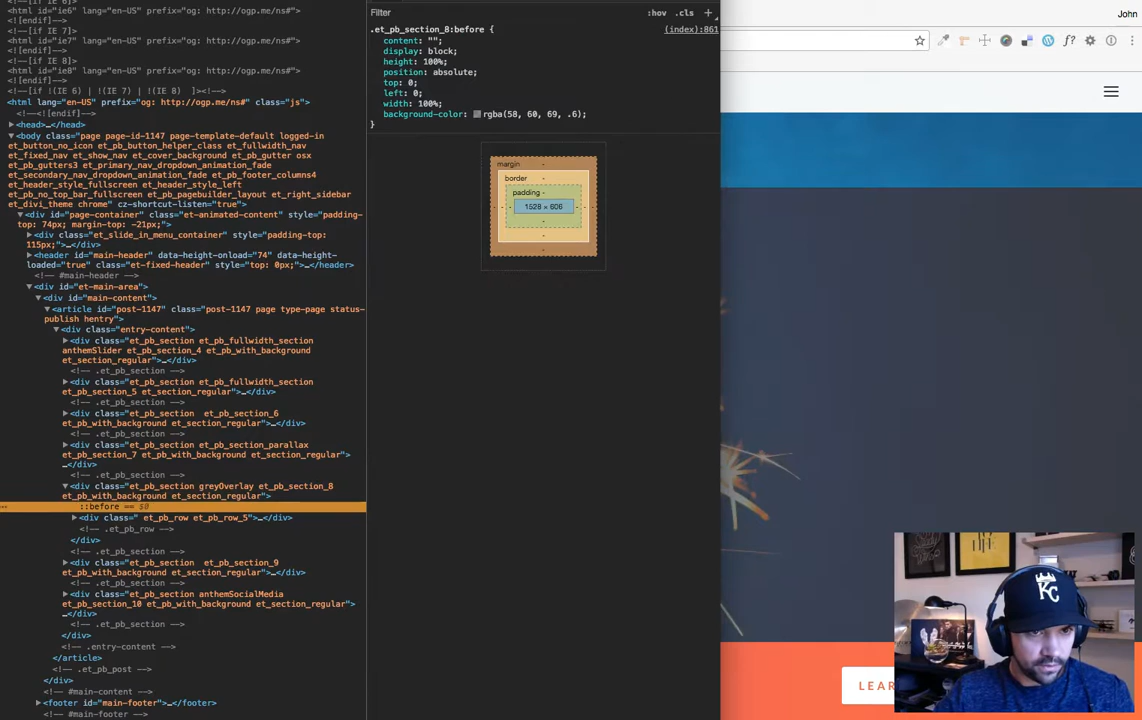 <!--[if IE 6]>
<html id="ie6" lang="en-US" prefix="og: http://ogp.me/ns#">
<![endif]-->
<!--[if IE 7]>
<html id="ie7" lang="en-US" prefix="og: http://ogp.me/ns#">
<![endif]-->
<!--[if IE 8]>
<html id="ie8" lang="en-US" prefix="og: http://ogp.me/ns#">
<![endif]-->
<!--[if !(IE 6) | !(IE 7) | !(IE 8)  ]><!-->
<html lang="en-US" prefix="og: http://ogp.me/ns#" class="js">
<!--<![endif]-->
<head>…</head>
<body class="page page-id-1147 page-template-default logged-in
et_button_no_icon et_pb_button_helper_class et_fullwidth_nav
et_fixed_nav et_show_nav et_cover_background et_pb_gutter osx
et_pb_gutters3 et_primary_nav_dropdown_animation_fade
et_secondary_nav_dropdown_animation_fade et_pb_footer_columns4
et_header_style_fullscreen et_header_style_left
et_pb_no_top_bar_fullscreen et_pb_pagebuilder_layout et_right_sidebar
et_divi_theme chrome" cz-shortcut-listen="true">
<div id="page-container" class="et-animated-content" style="padding-
top: 74px; margin-top: -21px;">
<div class="et_slide_in_menu_container" style="padding-top:
115px;">…</div>
<header id="main-header" data-height-onload="74" data-height-
loaded="true" class="et-fixed-header" style="top: 0px;">…</header>
<!-- #main-header -->
<div id="et-main-area">
<div id="main-content">
<article id="post-1147" class="post-1147 page type-page status-
publish hentry">
<div class="entry-content">
<div class="et_pb_section et_pb_fullwidth_section
anthemSlider et_pb_section_4 et_pb_with_background
et_section_regular">…</div>
<!-- .et_pb_section -->
<div class="et_pb_section et_pb_fullwidth_section
et_pb_section_5 et_section_regular">…</div>
<!-- .et_pb_section -->
<div class="et_pb_section  et_pb_section_6
et_pb_with_background et_section_regular">…</div>
<!-- .et_pb_section -->
<div class="et_pb_section et_pb_section_parallax
et_pb_section_7 et_pb_with_background et_section_regular">
…</div>
<!-- .et_pb_section -->
<div class="et_pb_section greyOverlay et_pb_section_8
et_pb_with_background et_section_regular">
::before == $0
<div class=" et_pb_row et_pb_row_5">…</div>
<!-- .et_pb_row -->
</div>
<!-- .et_pb_section -->
<div class="et_pb_section  et_pb_section_9
et_pb_with_background et_section_regular">…</div>
<!-- .et_pb_section -->
<div class="et_pb_section anthemSocialMedia
et_pb_section_10 et_pb_with_background et_section_regular">
…</div>
<!-- .et_pb_section -->
</div>
<!-- .entry-content -->
</article>
<!-- .et_pb_post -->
</div>
<!-- #main-content -->
<footer id="main-footer">…</footer>
<!-- #main-footer -->
Filter :hov .cls +
.et_pb_section_8:before { (index):861
content: "";
display: block;
height: 100%;
position: absolute;
top: 0;
left: 0;
width: 100%;
background-color: rgba(58, 60, 69, .6);
}
margin -
border -
padding -
- - 1528 × 606 - -
-
-
-
John
f?
KC
LEAR